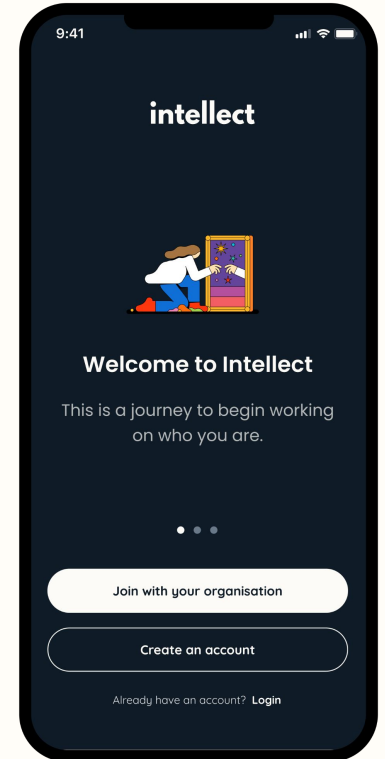 9:41
intellect
Welcome to Intellect
This is a journey to begin working
on who you are.
Join with your organisation
Create an account
Already have an account? Login